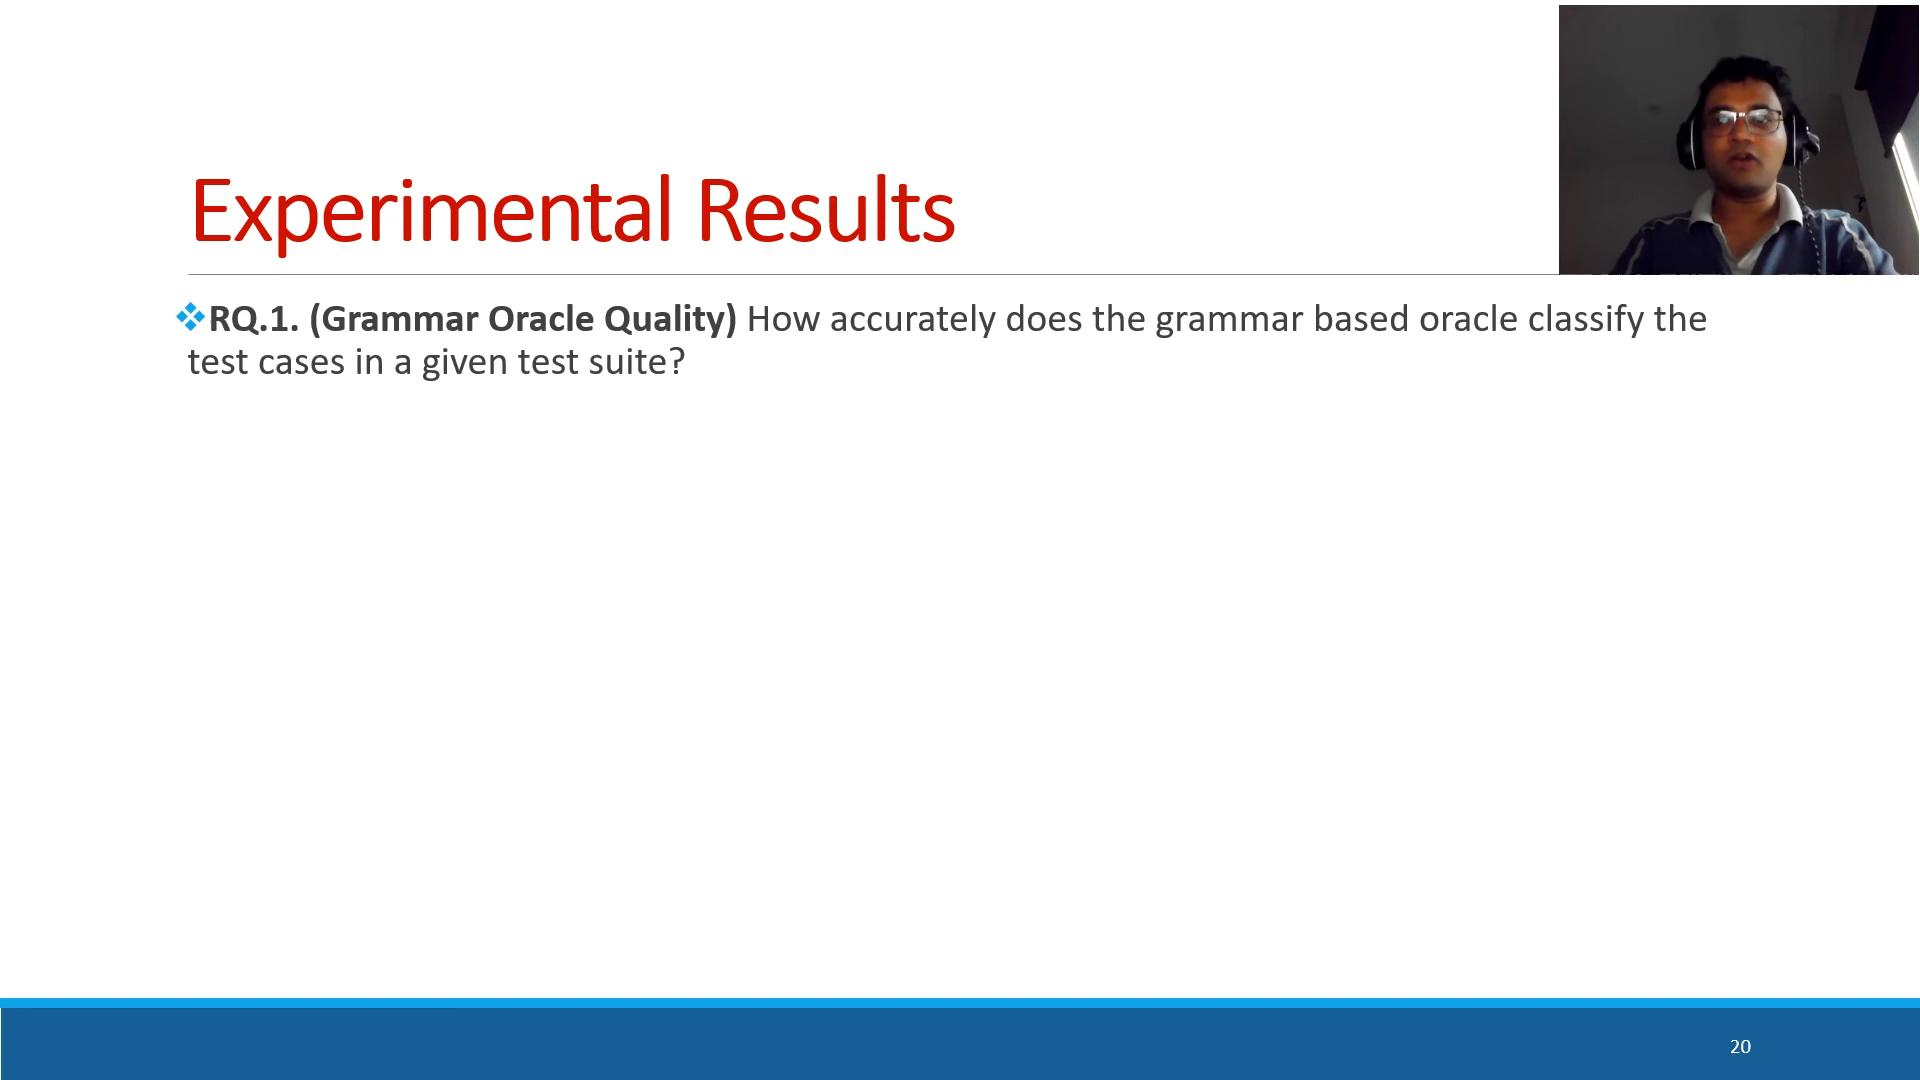 Experimental Results
RQ.1. (Grammar Oracle Quality) How accurately does the grammar based oracle classify the
test cases in a given test suite?
20